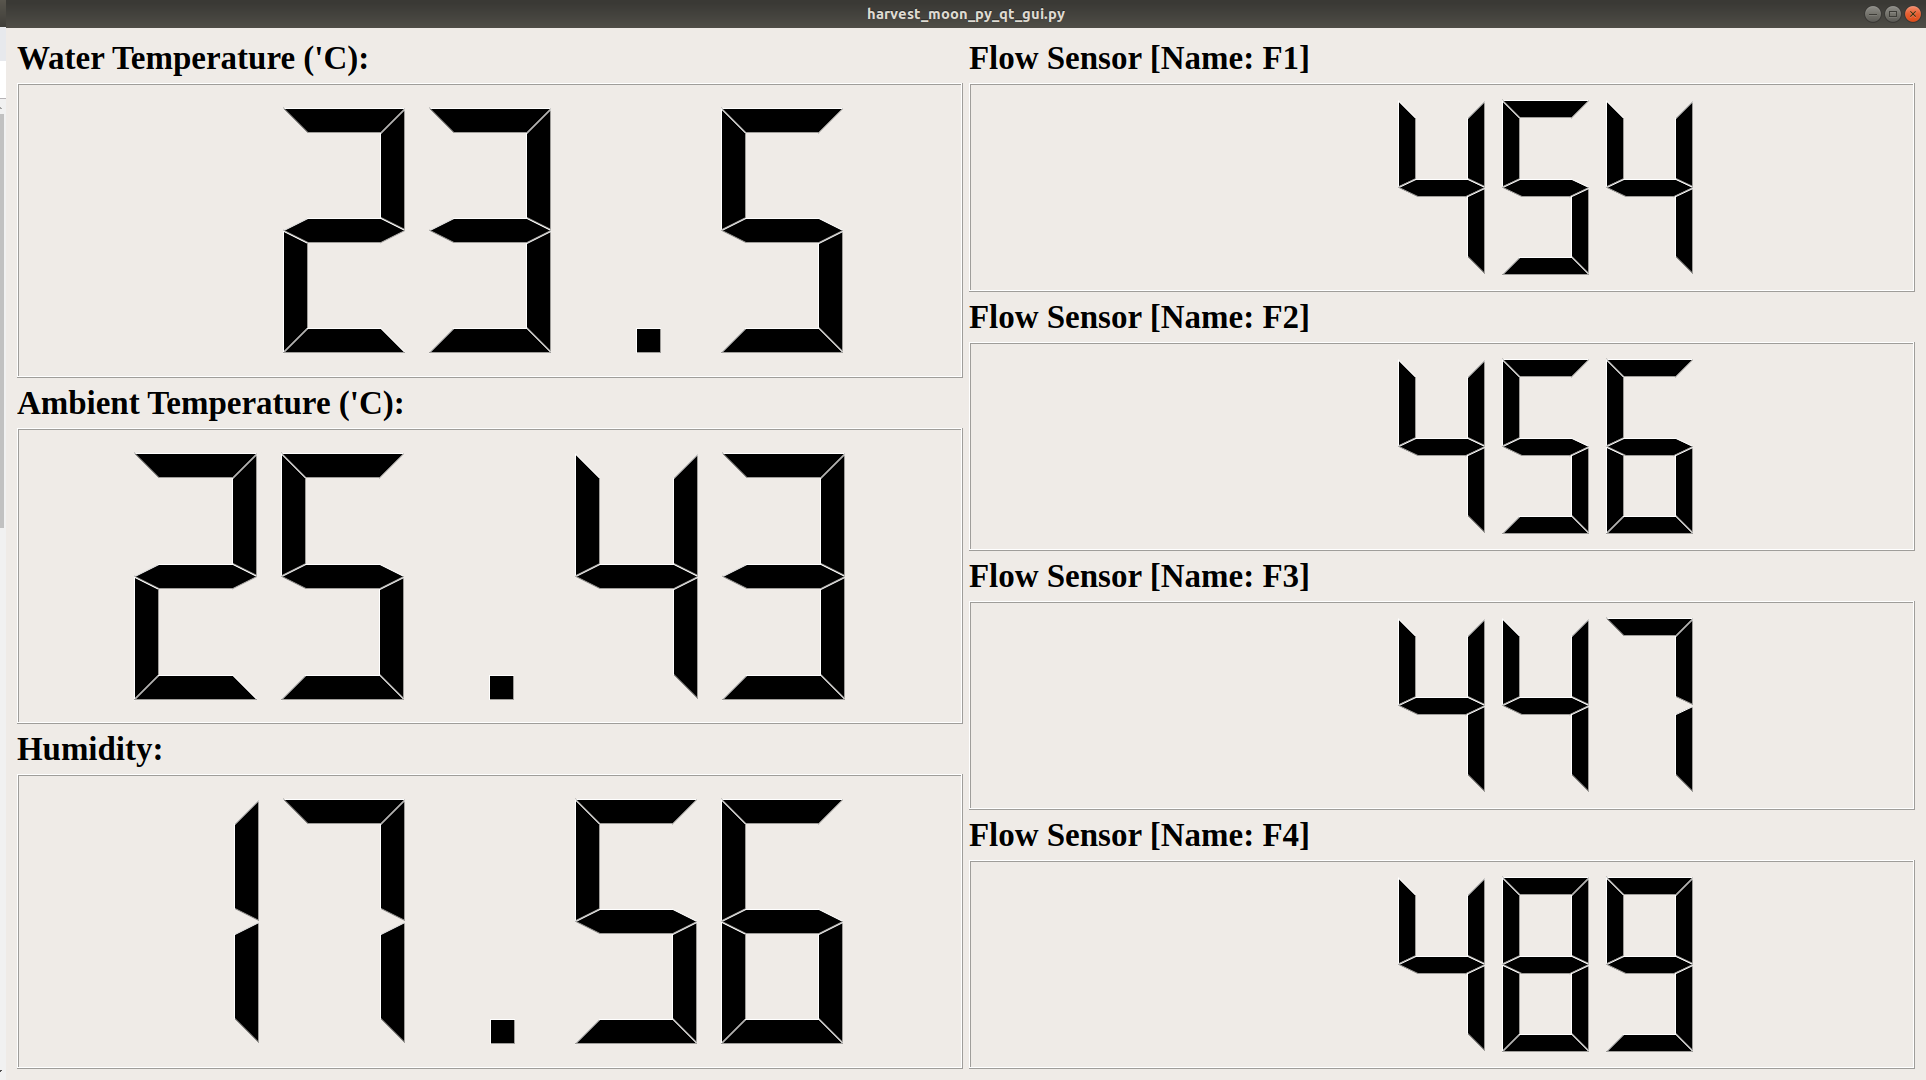 harvest_moon_py_qt_gui.py
Water Temperature ('C):
23.5
Ambient Temperature ('C):
25.43
Humidity:
17.56
Flow Sensor [Name: F1]
454
Flow Sensor [Name: F2]
456
Flow Sensor [Name: F3]
447
Flow Sensor [Name: F4]
489